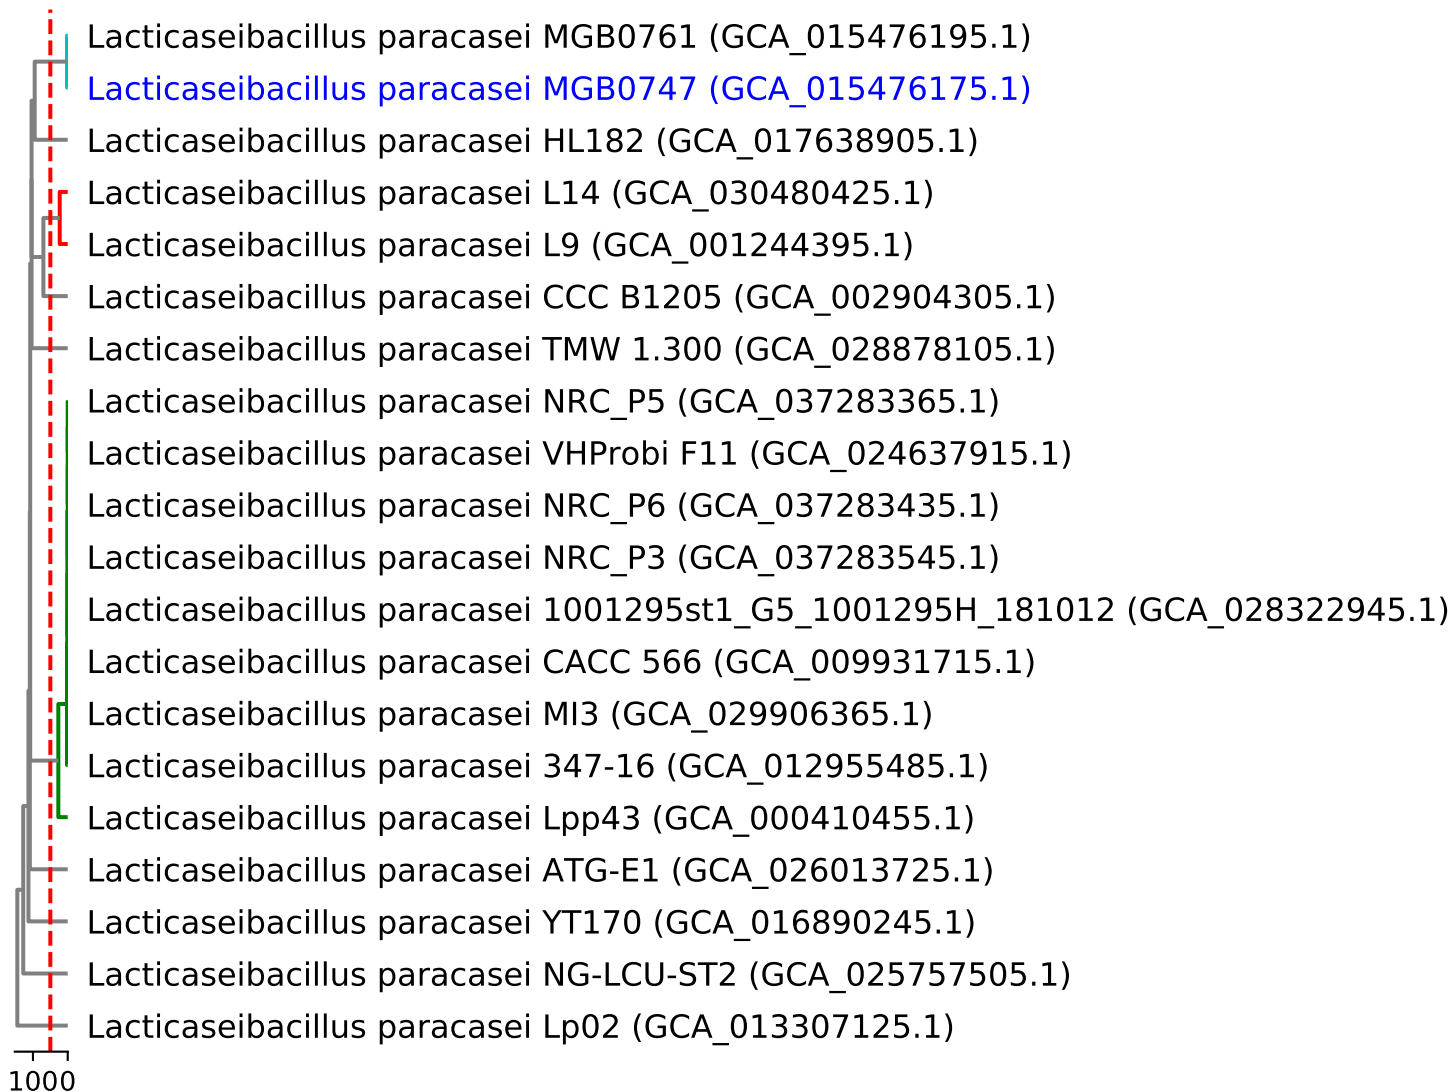 Lacticaseibacillus paracasei MGB0761 (GCA_015476195.1)
Lacticaseibacillus paracasei MGB0747 (GCA_015476175.1)
Lacticaseibacillus paracasei HL182 (GCA_017638905.1)
Lacticaseibacillus paracasei L14 (GCA_030480425.1)
Lacticaseibacillus paracasei L9 (GCA_001244395.1)
Lacticaseibacillus paracasei CCC B1205 (GCA_002904305.1)
Lacticaseibacillus paracasei TMW 1.300 (GCA_028878105.1)
Lacticaseibacillus paracasei NRC_P5 (GCA_037283365.1)
Lacticaseibacillus paracasei VHProbi F11 (GCA_024637915.1)
Lacticaseibacillus paracasei NRC_P6 (GCA_037283435.1)
Lacticaseibacillus paracasei NRC_P3 (GCA_037283545.1)
Lacticaseibacillus paracasei 1001295st1_G5_1001295H_181012 (GCA_028322945.1)
Lacticaseibacillus paracasei CACC 566 (GCA_009931715.1)
Lacticaseibacillus paracasei MI3 (GCA_029906365.1)
Lacticaseibacillus paracasei 347-16 (GCA_012955485.1)
Lacticaseibacillus paracasei Lpp43 (GCA_000410455.1)
Lacticaseibacillus paracasei ATG-E1 (GCA_026013725.1)
Lacticaseibacillus paracasei YT170 (GCA_016890245.1)
Lacticaseibacillus paracasei NG-LCU-ST2 (GCA_025757505.1)
Lacticaseibacillus paracasei Lp02 (GCA_013307125.1)
1000